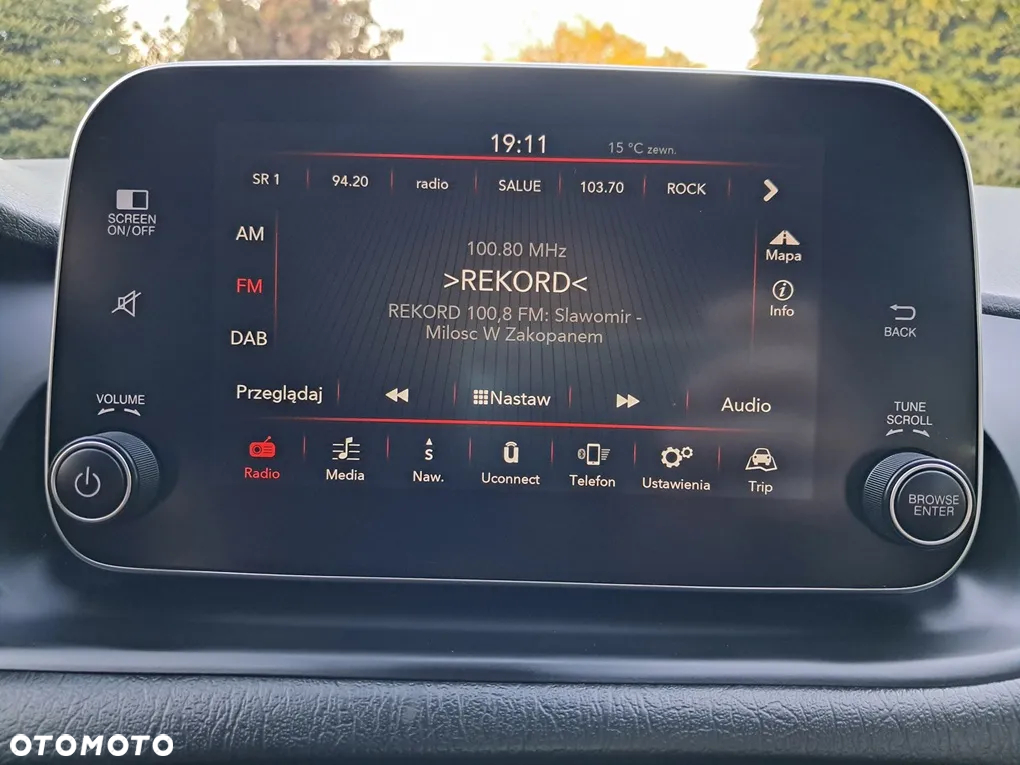 19:11
15 °C zewn.
SR 1
94.20
radio
SALUE
103.70
ROCK
SCREEN
ON/OFF
AM
FM
DAB
100.80 MHz
>REKORD<
REKORD 100,8 FM: Slawomir -
Milosc W Zakopanem
Mapa
Info
BACK
VOLUME
Przeglądaj
Nastaw
Audio
TUNE
SCROLL
Radio
Media
S
Naw.
Uconnect
Telefon
Ustawienia
Trip
BROWSE
ENTER
OTOMOTO